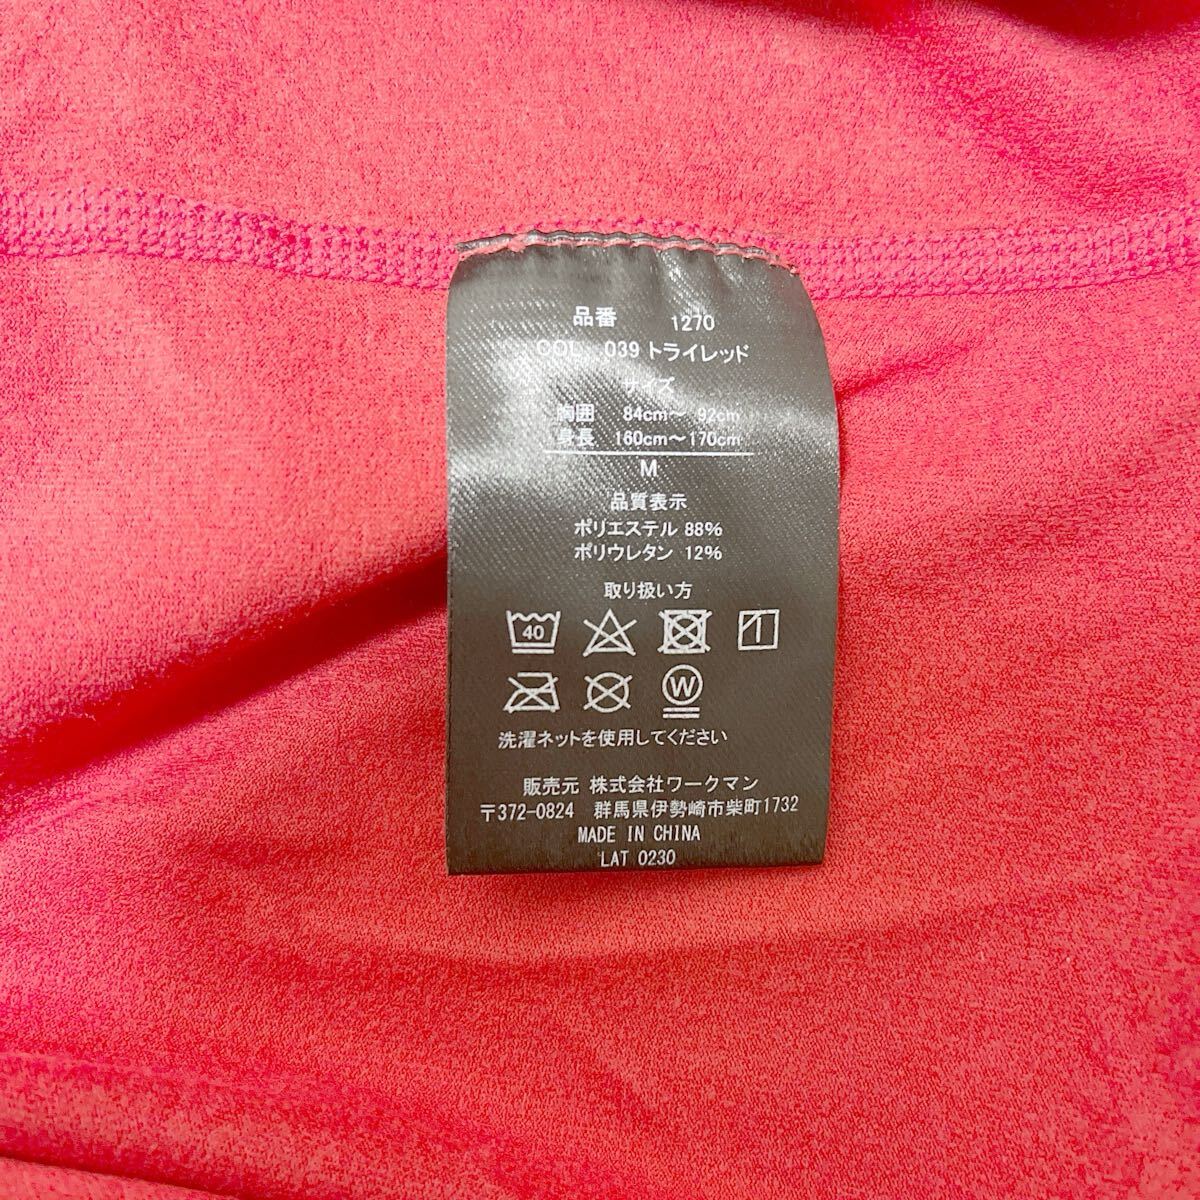 品番 1270
COL 039 トライレッド
サイズ
胸囲 84cm～ 92cm
身長 160cm～170cm
M
品質表示
ポリエステル 88%
ポリウレタン 12%
取り扱い方
40
W
洗濯ネットを使用してください
販売元 株式会社ワークマン
〒372-0824 群馬県伊勢崎市柴町1732
MADE IN CHINA
LAT 0230